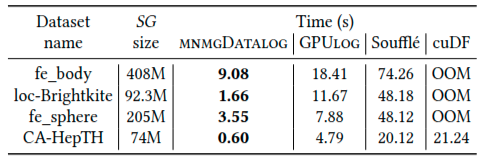 Dataset SG Time (s)
name size MNMGDATALOG GPULOG Soufflé cuDF
fe_body 408M 9.08 18.41 74.26 OOM
loc-Brightkite 92.3M 1.66 11.67 48.18 OOM
fe_sphere 205M 3.55 7.88 48.12 OOM
CA-HepTH 74M 0.60 4.79 20.12 21.24